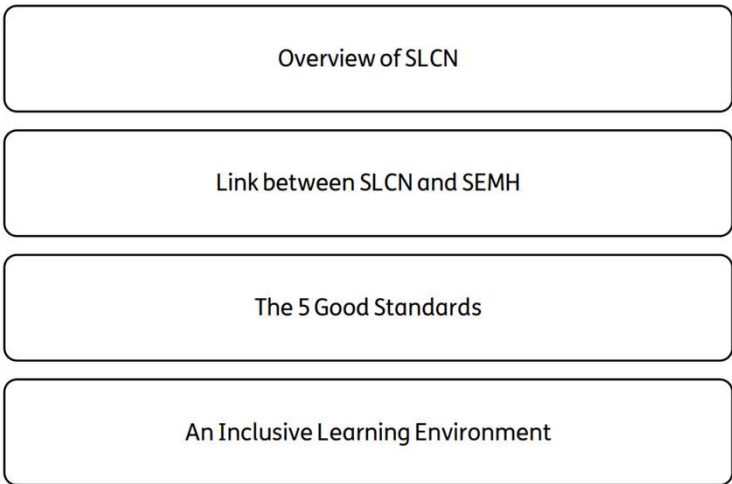 Overview of SLCN
Link between SLCN and SEMH
The 5 Good Standards
An Inclusive Learning Environment